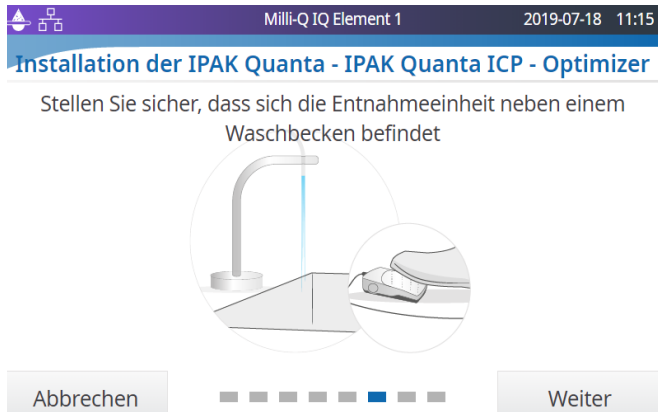 Milli-Q IQ Element 1 2019-07-18 11:15
Installation der IPAK Quanta - IPAK Quanta ICP - Optimizer
Stellen Sie sicher, dass sich die Entnahmeeinheit neben einem
Waschbecken befindet
Abbrechen Weiter